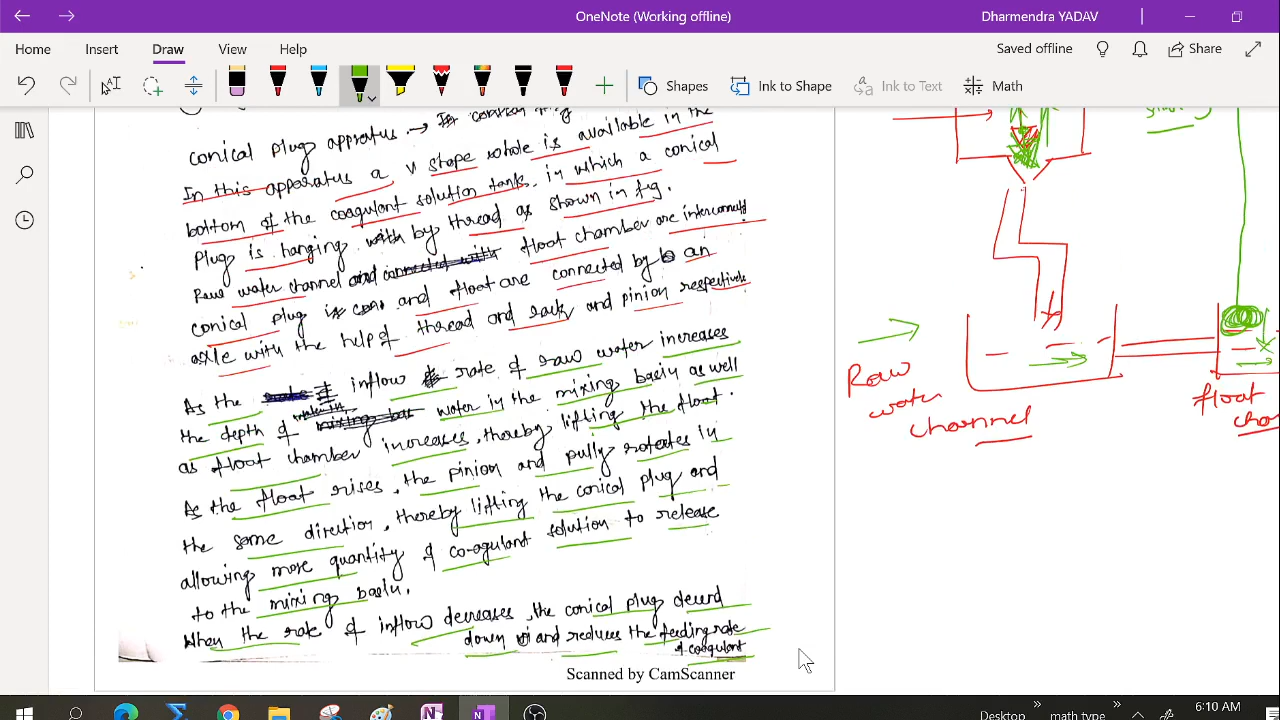 OneNote (Working offline)
Dharmendra YADAV
Home Insert Draw View Help
Saved offline
Share
Shapes
Ink to Shape
Ink to Text
Math
conical plug apparatus →
In this apparatus a V shape whole is available in the
bottom of the coagulant solution tank, in which a conical
plug is hanging with by thread as shown in fig.
Raw water channel and connected with float chamber are interconnected
conical plug is and float are connected by an
axle with the help of thread and rack and pinion respectively
As the inflow rate of raw water increases
the depth of water in the mixing basin as well
as float chamber increases, thereby lifting the float.
As the float rises, the pinion and pully rotates in
the same direction, thereby lifting the conical plug and
allowing more quantity of co-agulant solution to release
to the mixing basin.
When the rate of inflow decreases, the conical plug decend
down and reduces the feeding rate
of coagulant
Scanned by CamScanner
Raw
water
channel
float
cha
Desktop
math type
6:10 AM